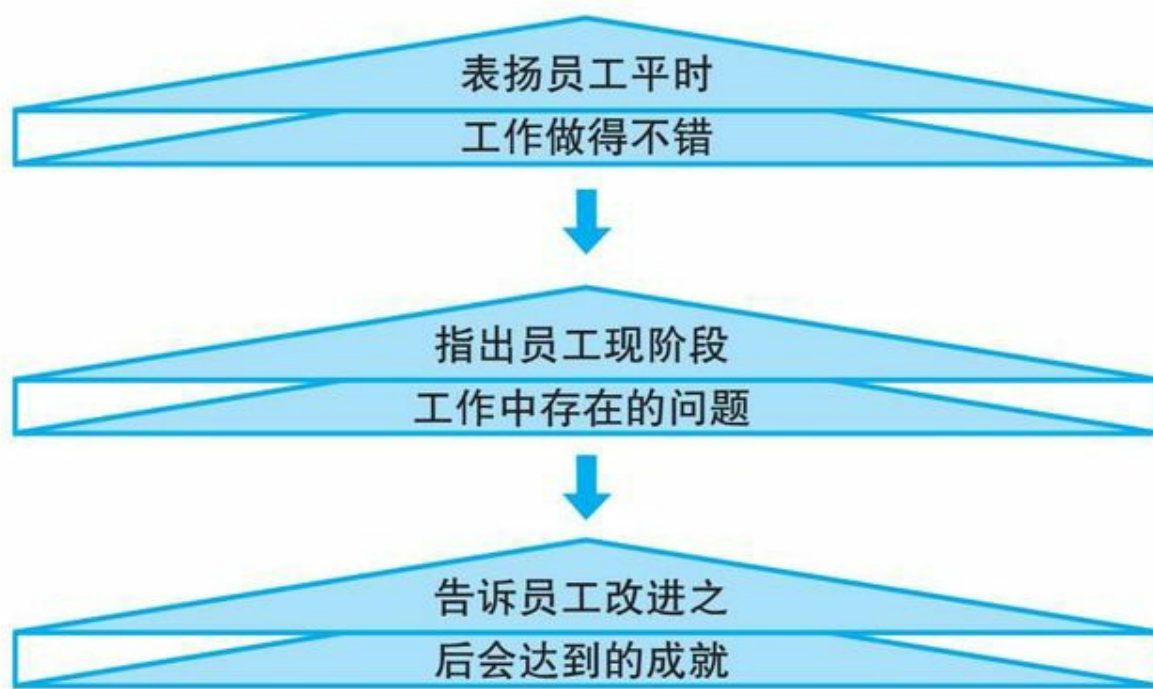 表扬员工平时
工作做得不错
指出员工现阶段
工作中存在的问题
告诉员工改进之
后会达到的成就